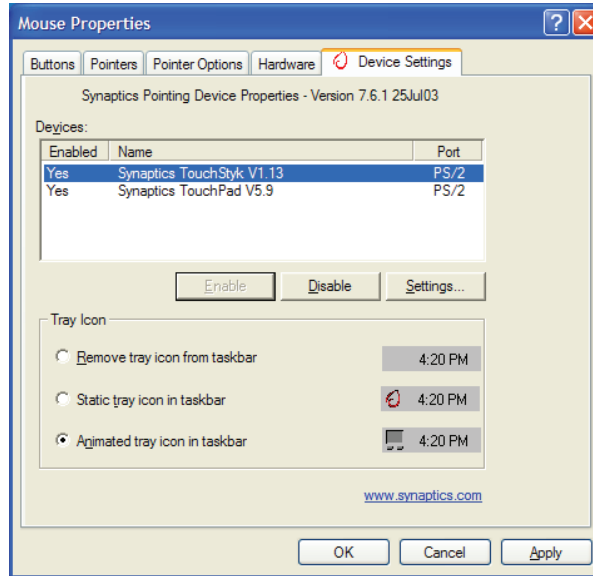 Mouse Properties
Buttons Pointers Pointer Options Hardware Device Settings
Synaptics Pointing Device Properties - Version 7.6.1 25Jul03
Devices:
Enabled Name Port
Yes Synaptics TouchStyk V1.13 PS/2
Yes Synaptics TouchPad V5.9 PS/2
Enable Disable Settings...
Tray Icon
Remove tray icon from taskbar 4:20 PM
Static tray icon in taskbar 4:20 PM
Animated tray icon in taskbar 4:20 PM
www.synaptics.com
OK Cancel Apply